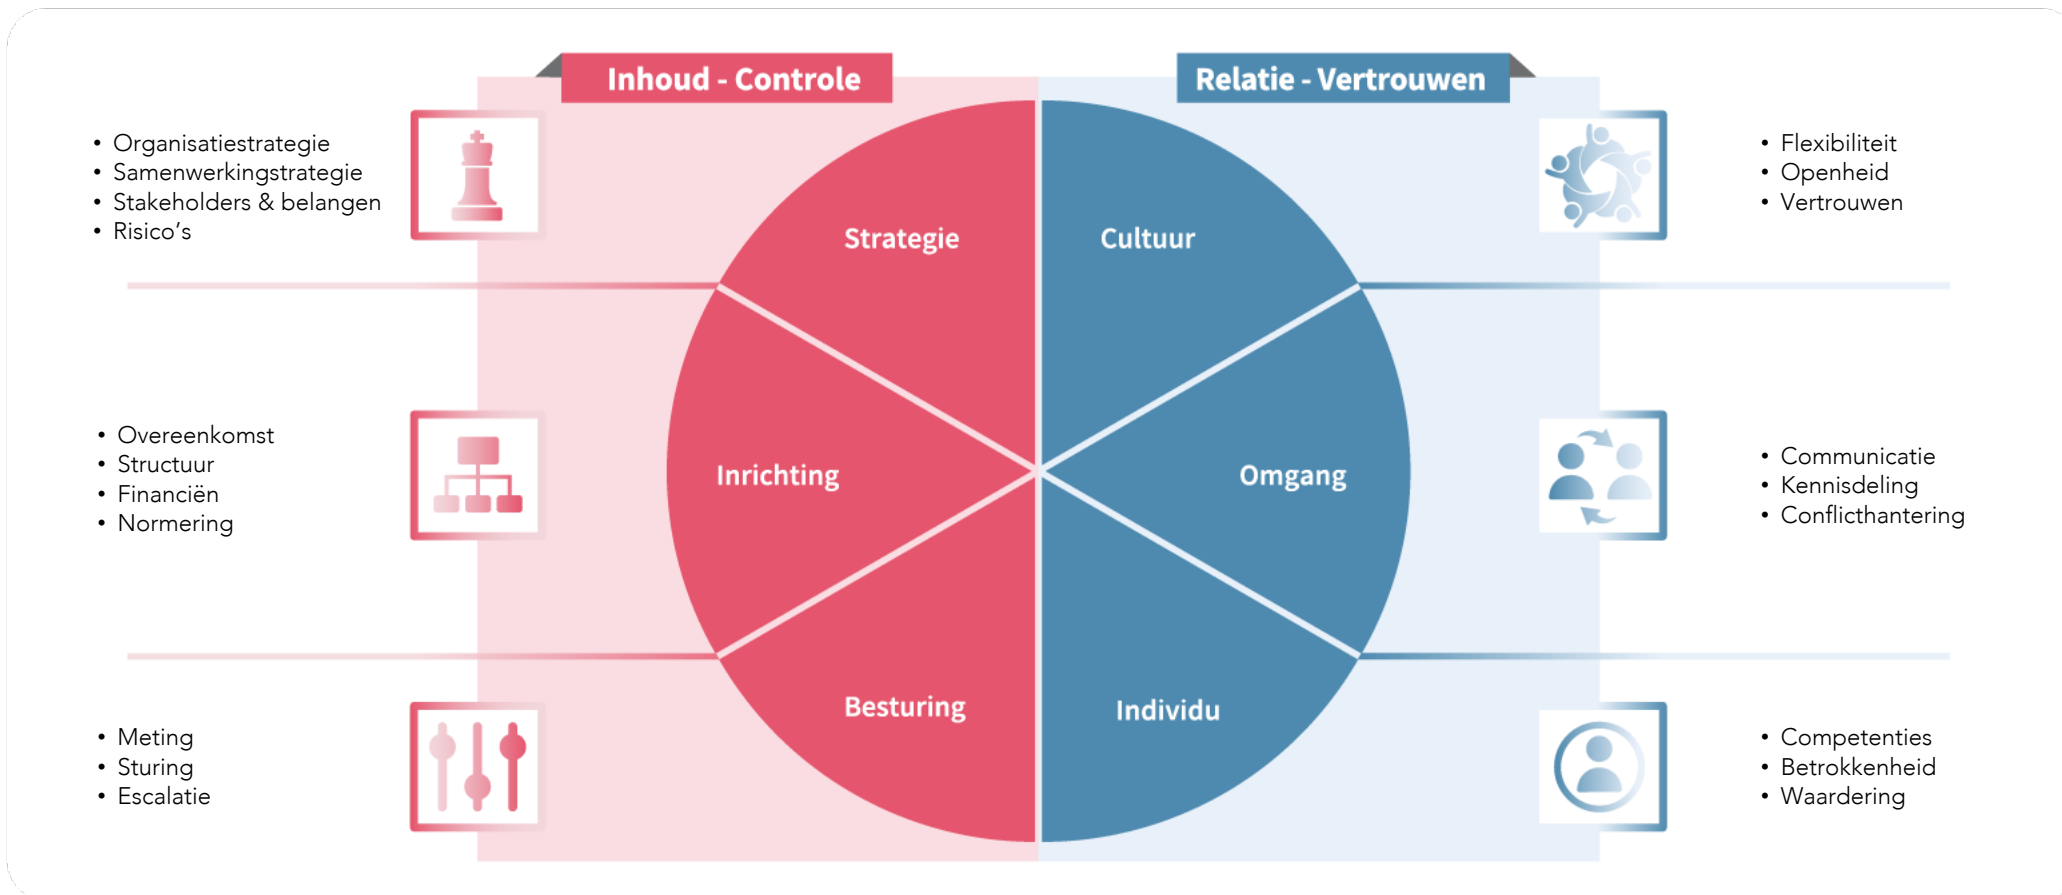 Inhoud - Controle
Relatie - Vertrouwen
• Organisatiestrategie
• Samenwerkingstrategie
• Stakeholders & belangen
• Risico’s
Strategie
Cultuur
• Flexibiliteit
• Openheid
• Vertrouwen
• Overeenkomst
• Structuur
• Financiën
• Normering
Inrichting
Omgang
• Communicatie
• Kennisdeling
• Conflicthantering
• Meting
• Sturing
• Escalatie
Besturing
Individu
• Competenties
• Betrokkenheid
• Waardering